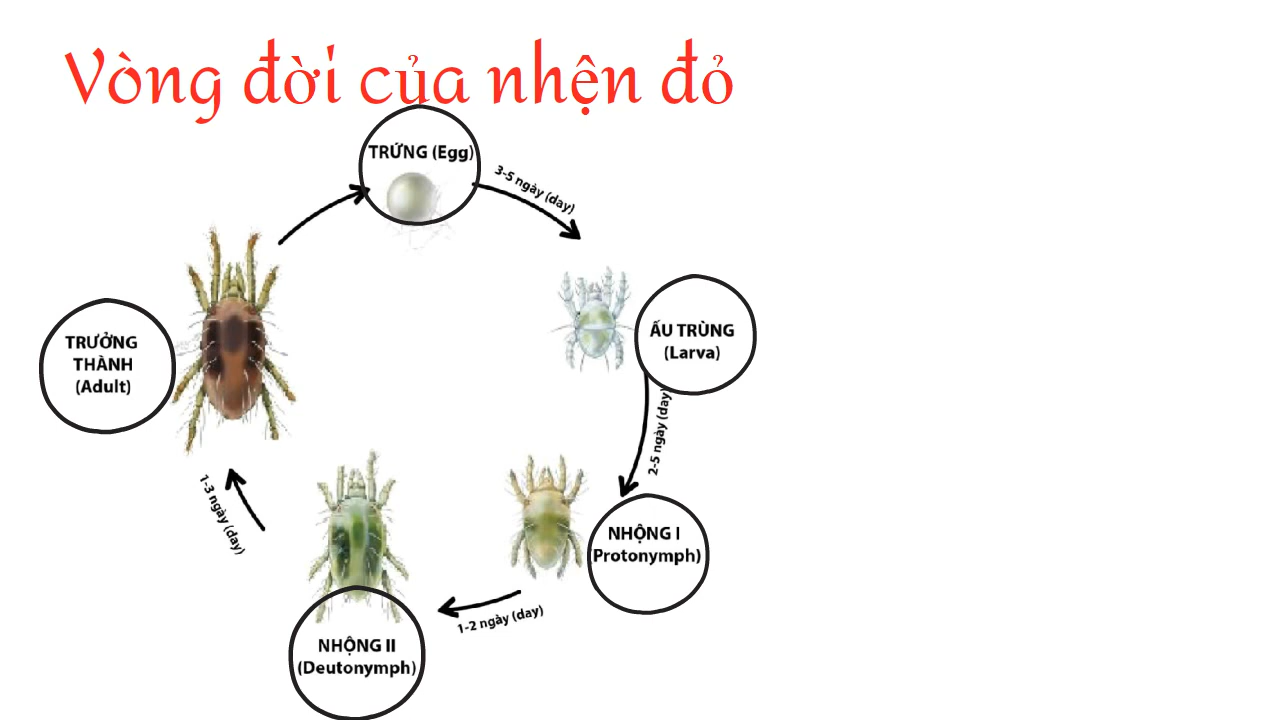 Vòng đời của nhện đỏ
TRỨNG (Egg)
3-5 ngày (day)
ẤU TRÙNG
(Larva)
2-5 ngày (day)
NHỘNG I
(Protonymph)
1-2 ngày (day)
NHỘNG II
(Deutonymph)
1-3 ngày (day)
TRƯỞNG
THÀNH
(Adult)